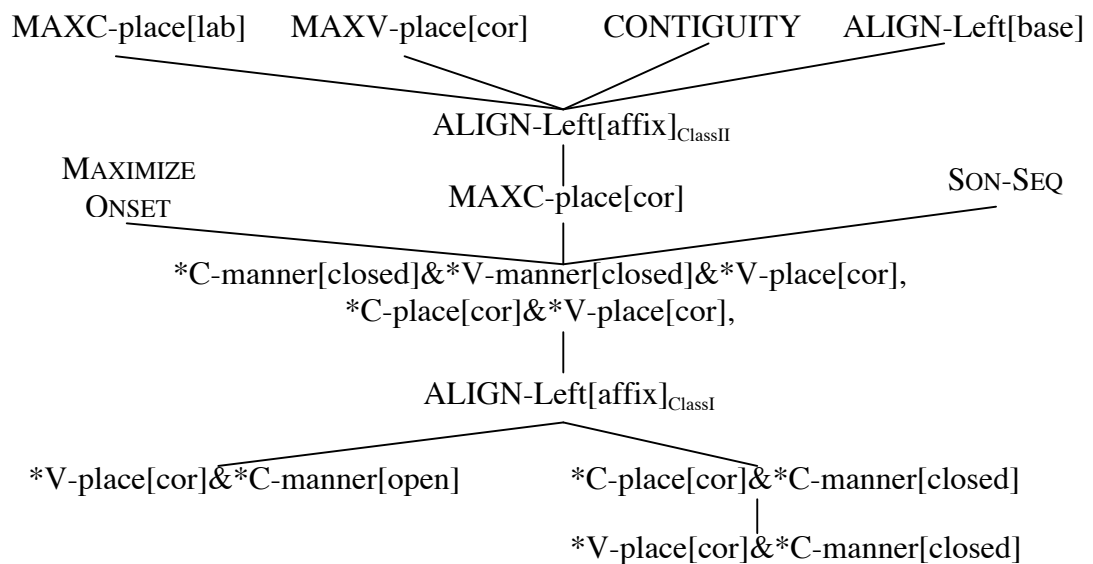 MAXC-place[lab] MAXV-place[cor] CONTIGUITY ALIGN-Left[base]
ALIGN-Left[affix]ClassII
MAXIMIZE
ONSET
MAXC-place[cor]
SON-SEQ
*C-manner[closed]&*V-manner[closed]&*V-place[cor],
*C-place[cor]&*V-place[cor],
ALIGN-Left[affix]ClassI
*V-place[cor]&*C-manner[open] *C-place[cor]&*C-manner[closed]
*V-place[cor]&*C-manner[closed]